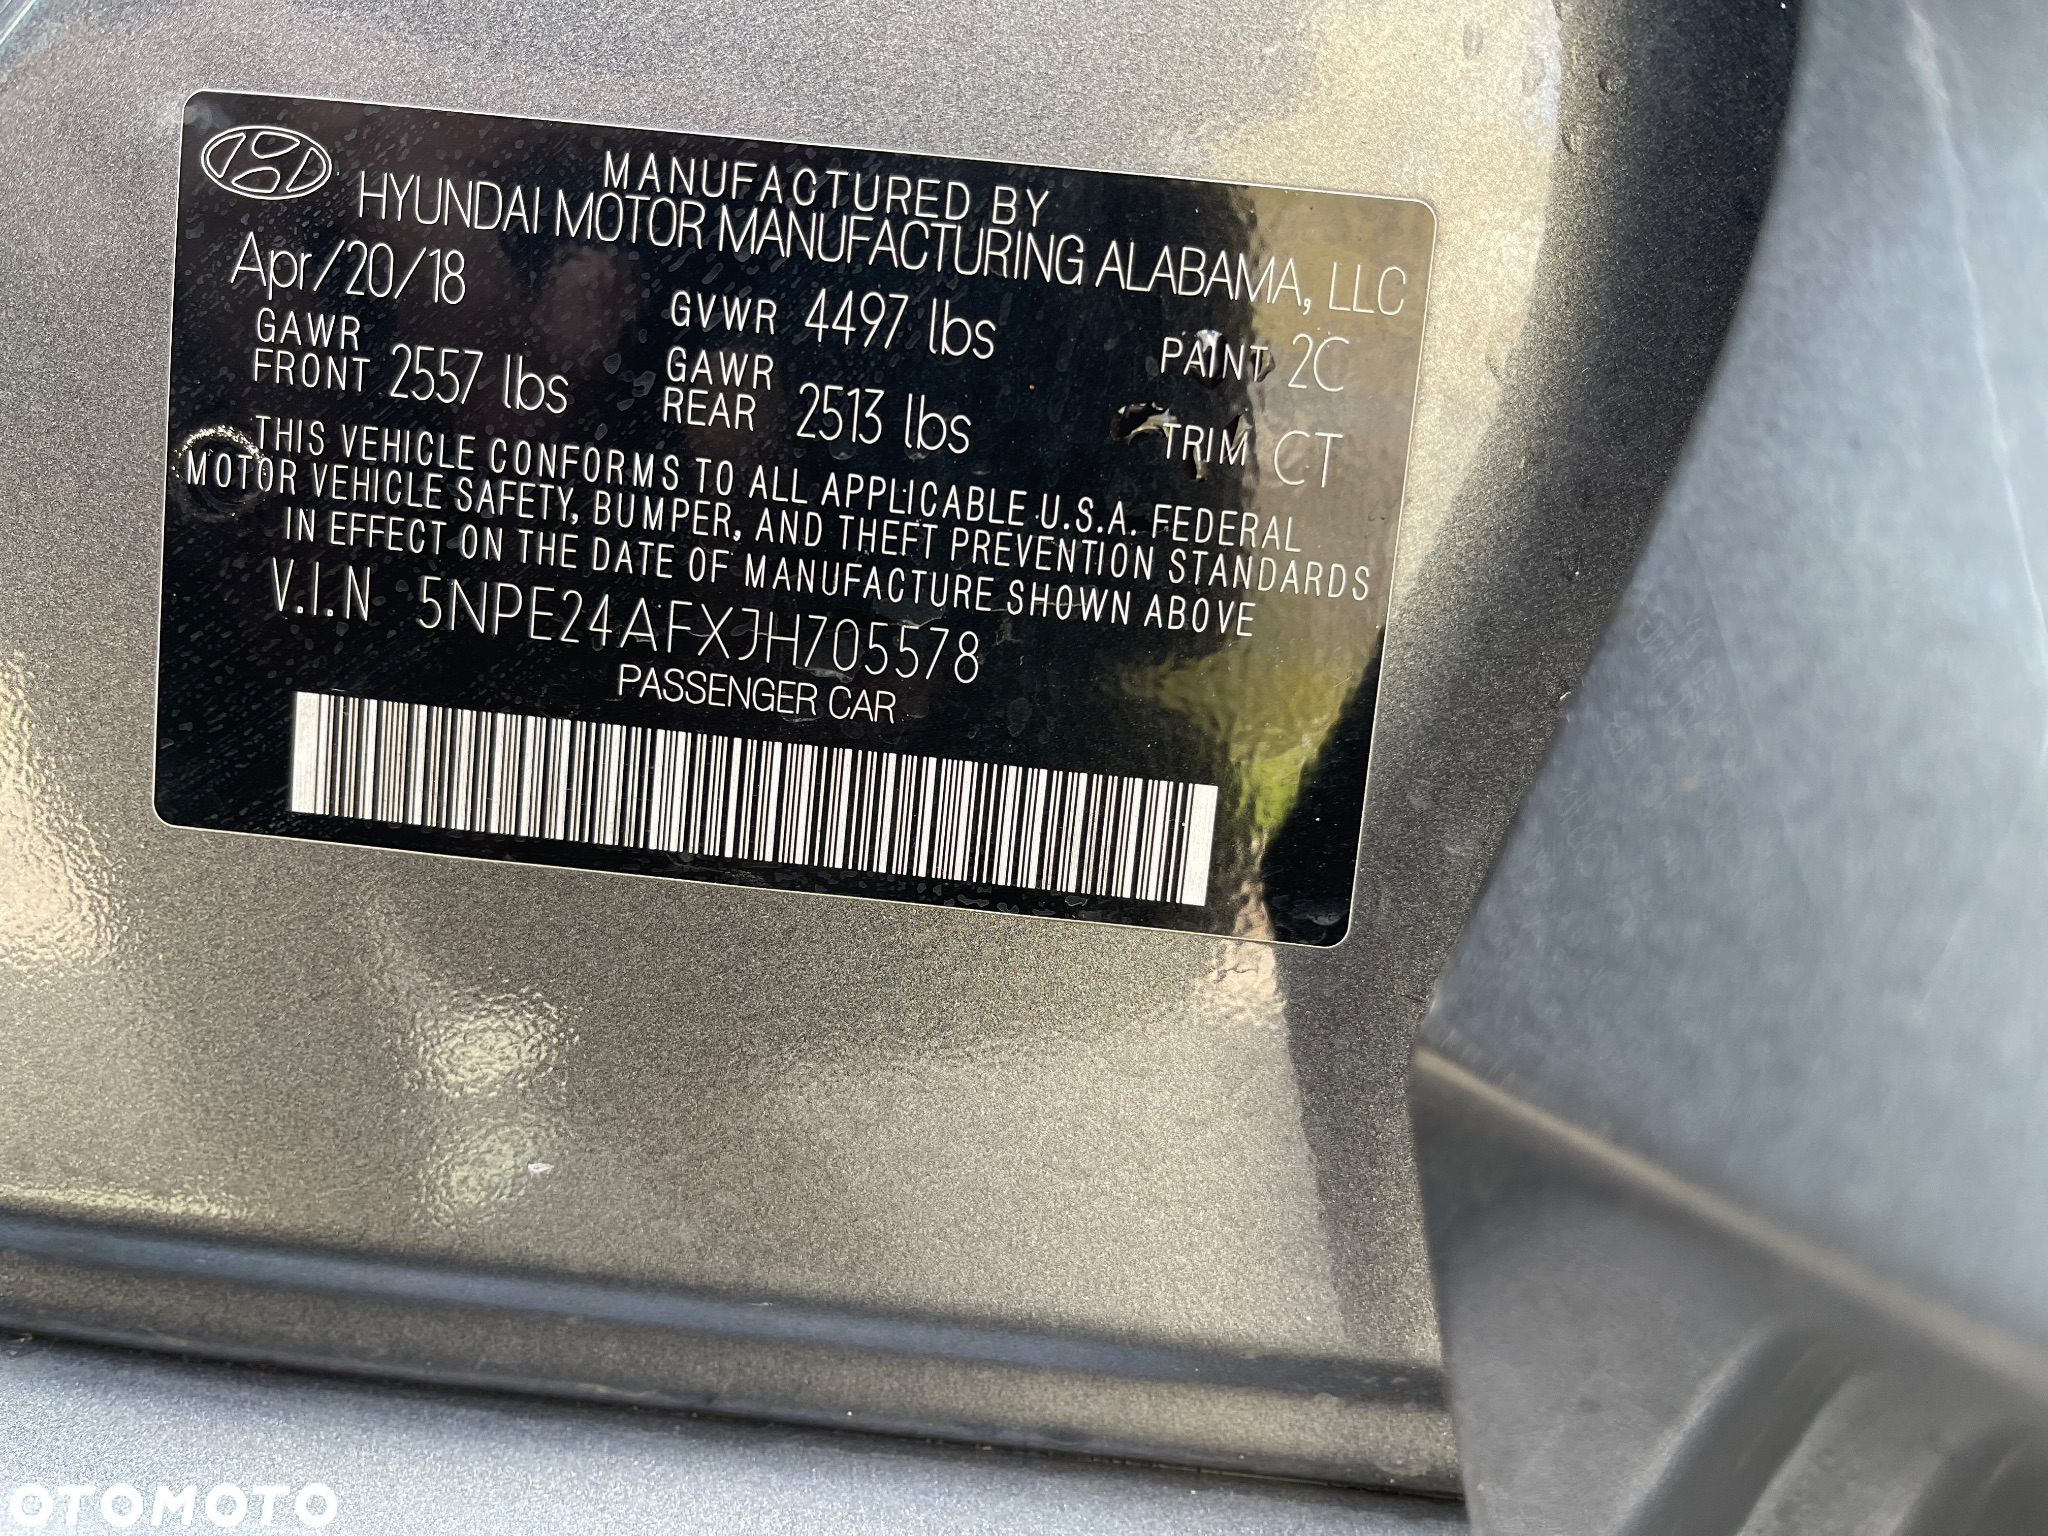 MANUFACTURED BY
HYUNDAI MOTOR MANUFACTURING ALABAMA, LLC
Apr/20/18 GVWR 4497 lbs PAINT 2C
GAWR FRONT 2557 lbs GAWR REAR 2513 lbs TRIM CT
THIS VEHICLE CONFORMS TO ALL APPLICABLE U.S.A. FEDERAL
MOTOR VEHICLE SAFETY, BUMPER, AND THEFT PREVENTION STANDARDS
IN EFFECT ON THE DATE OF MANUFACTURE SHOWN ABOVE
V.I.N 5NPE24AFXJH705578
PASSENGER CAR
OTOMOTO